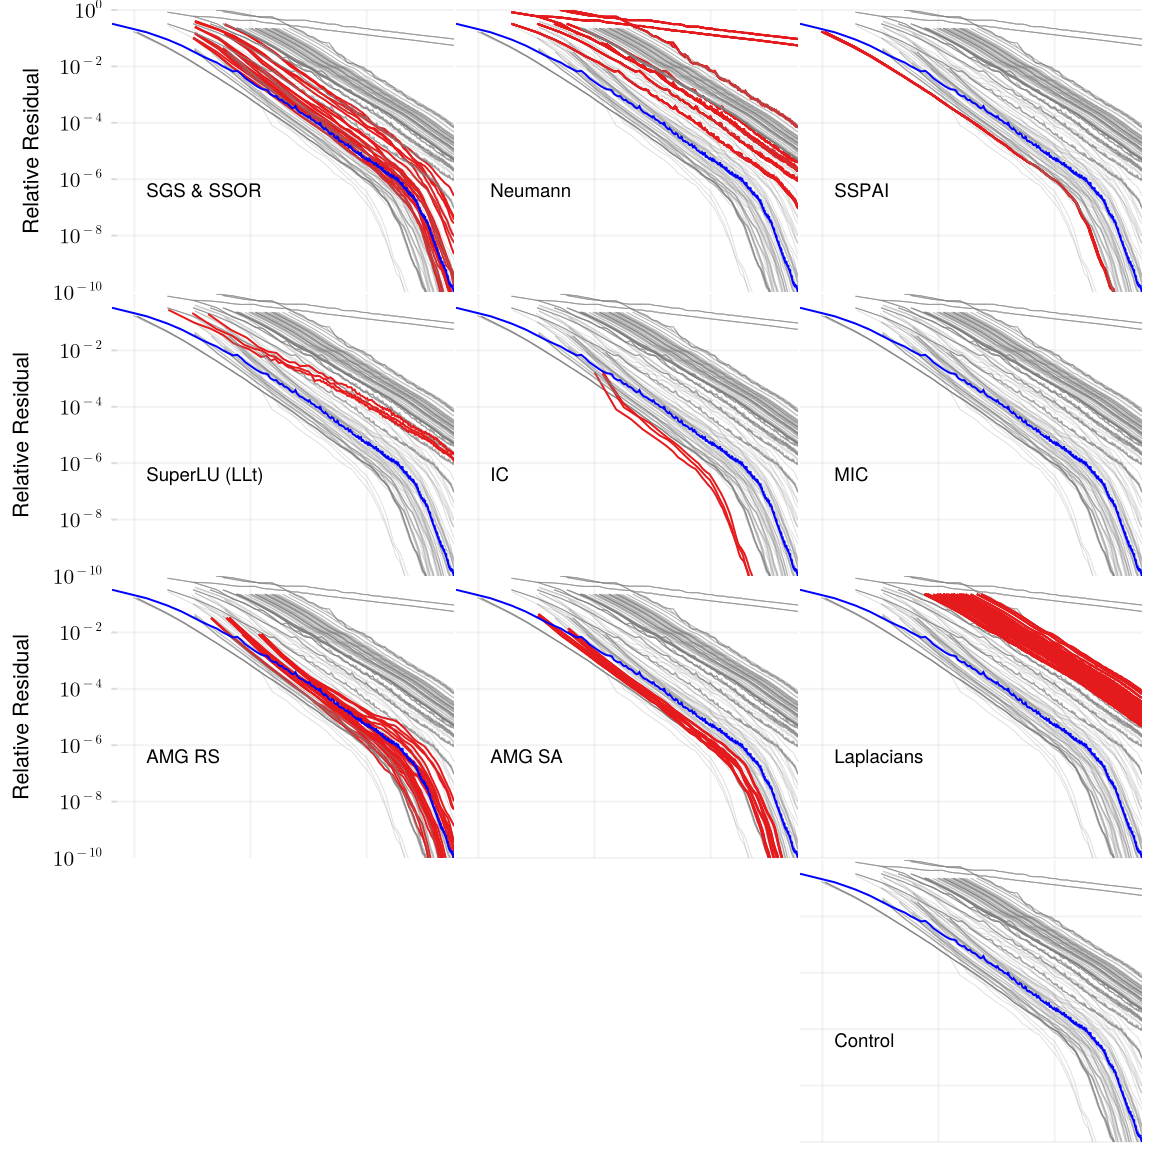 10^0
10^−2
10^−4
10^−6
10^−8
10^−10
Relative Residual
SGS & SSOR
Neumann
SSPAI
10^−2
10^−4
10^−6
10^−8
10^−10
Relative Residual
SuperLU (LLt)
IC
MIC
10^−2
10^−4
10^−6
10^−8
10^−10
Relative Residual
AMG RS
AMG SA
Laplacians
Control